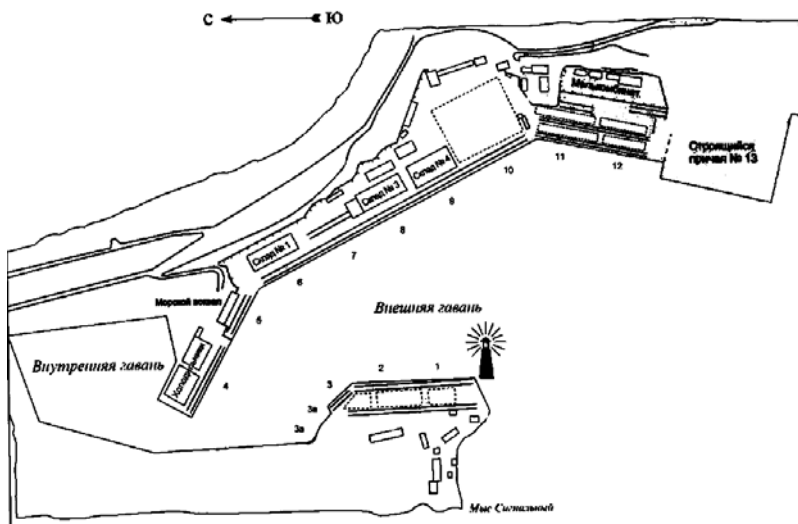 С Ю
Мелькомбинат
Строящийся
причал № 13
11
12
10
Склад № 4
Склад № 3
9
8
Склад № 1
7
6
Морской вокзал
5
Внешняя гавань
Внутренняя гавань
Холодильник
4
3
2
1
3а
3а
Мыс Сигнальный